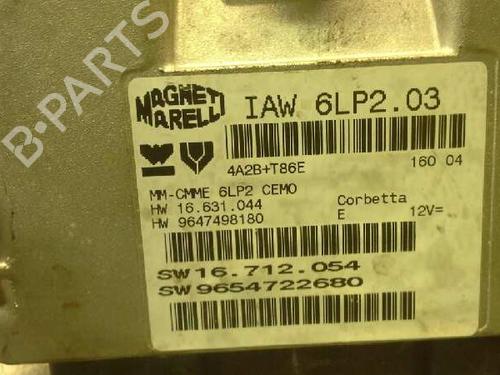 B-PARTS
MAGNETI
MARELLI
IAW 6LP2.03
4A2B+T86E
160 04
MM-CMME 6LP2 CEMO
HW 16.631.044
Corbetta
HW 9647498180
E
12V=
SW16.712.054
SW9654722680